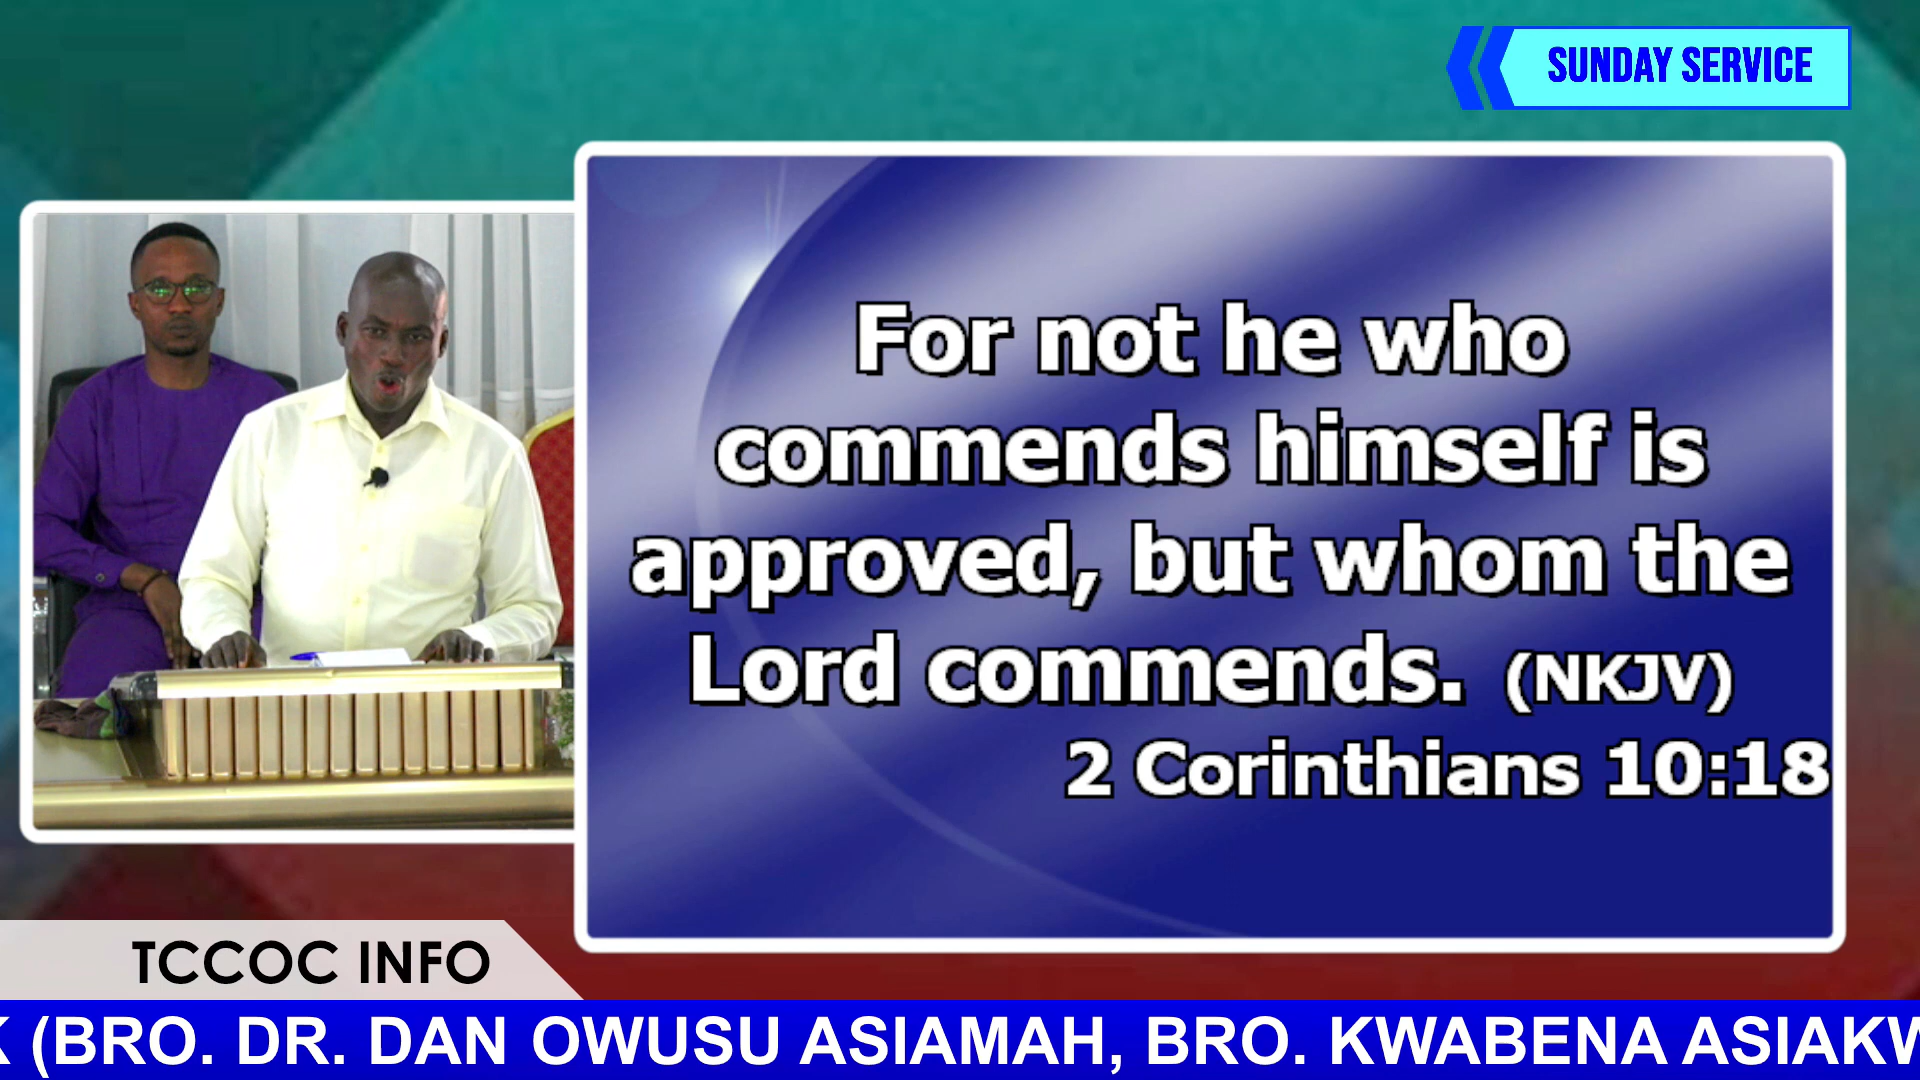 SUNDAY SERVICE
For not he who
commends himself is
approved, but whom the
Lord commends. (NKJV)
2 Corinthians 10:18
TCCOC INFO
(BRO. DR. DAN OWUSU ASIAMAH, BRO. KWABENA